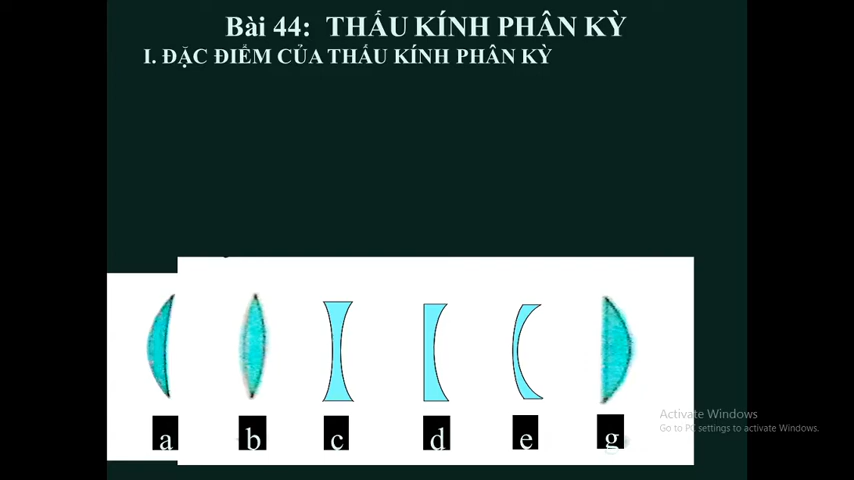 Bài 44: THẤU KÍNH PHÂN KỲ
I. ĐẶC ĐIỂM CỦA THẤU KÍNH PHÂN KỲ
a b c d e g
Activate Windows
Go to PC settings to activate Windows.